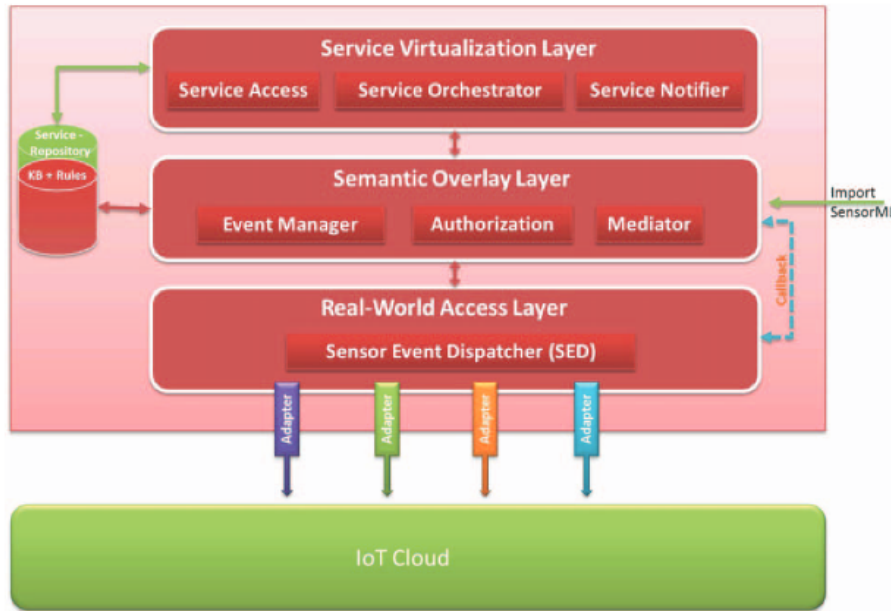 Service Virtualization Layer
Service Access
Service Orchestrator
Service Notifier
Service -
Repository
KB + Rules
Semantic Overlay Layer
Event Manager
Authorization
Mediator
Import
SensorMl
Callback
Real-World Access Layer
Sensor Event Dispatcher (SED)
Adapter
Adapter
Adapter
Adapter
IoT Cloud